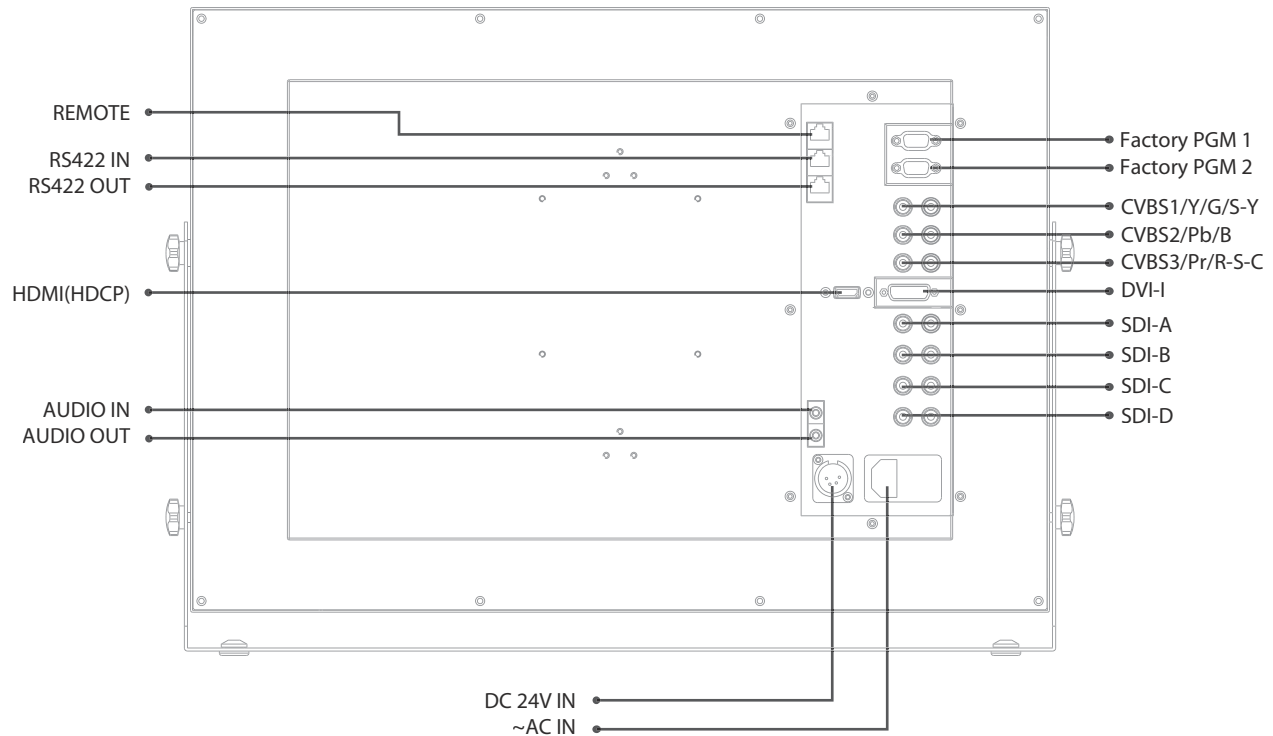 REMOTE
RS422 IN
RS422 OUT
HDMI(HDCP)
AUDIO IN
AUDIO OUT
Factory PGM 1
Factory PGM 2
CVBS1/Y/G/S-Y
CVBS2/Pb/B
CVBS3/Pr/R-S-C
DVI-I
SDI-A
SDI-B
SDI-C
SDI-D
DC 24V IN
~AC IN